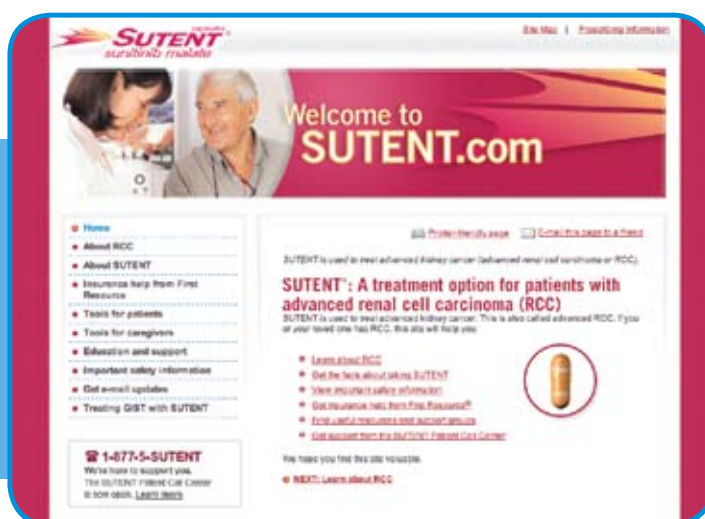 SUTENT®
sunitinib malate
Site Map | Prescribing Information
Welcome to
SUTENT.com
Home
About RCC
About SUTENT
Insurance help from First
Resource
Tools for patients
Tools for caregivers
Education and support
Important safety information
Get e-mail updates
Treating GIST with SUTENT
1-877-5-SUTENT
We're here to support you.
The SUTENT Patient Call Center
is now open. Learn more.
Printer-friendly page E-mail this page to a friend
SUTENT is used to treat advanced kidney cancer (advanced renal cell carcinoma or RCC).
SUTENT®: A treatment option for patients with
advanced renal cell carcinoma (RCC)
SUTENT is used to treat advanced kidney cancer. This is also called advanced RCC. If you
or your loved one has RCC, this site will help you:
Learn about RCC
Get the facts about taking SUTENT
View important safety information
Get insurance help from First Resource®
Find useful resources and support groups
Get support from the SUTENT Patient Call Center
We hope you find this site valuable.
NEXT: Learn about RCC